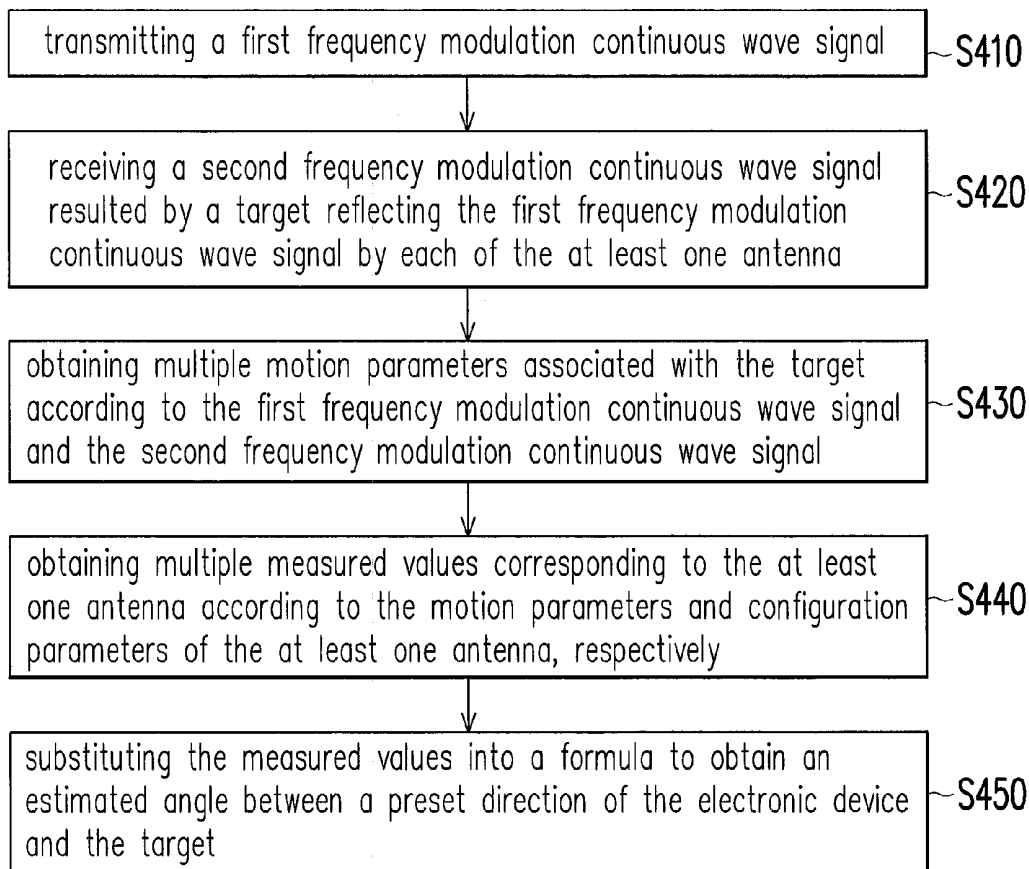 transmitting a first frequency modulation continuous wave signal
S410
receiving a second frequency modulation continuous wave signal
resulted by a target reflecting the first frequency modulation
continuous wave signal by each of the at least one antenna
S420
obtaining multiple motion parameters associated with the target
according to the first frequency modulation continuous wave signal
and the second frequency modulation continuous wave signal
S430
obtaining multiple measured values corresponding to the at least
one antenna according to the motion parameters and configuration
parameters of the at least one antenna, respectively
S440
substituting the measured values into a formula to obtain an
estimated angle between a preset direction of the electronic device
and the target
S450